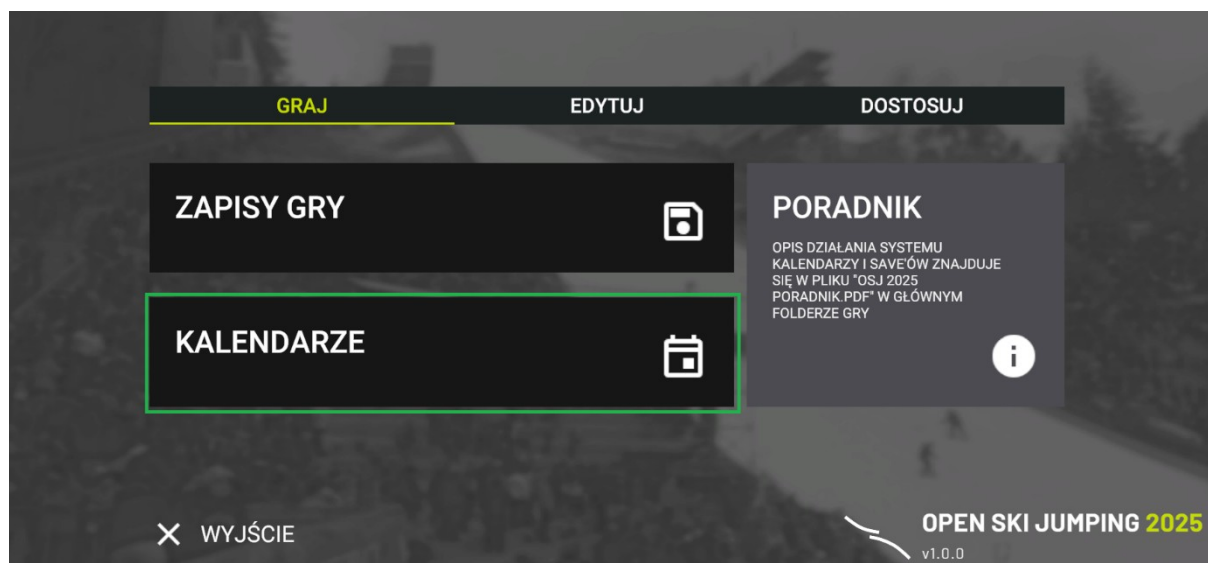 GRAJ EDYTUJ DOSTOSUJ
ZAPISY GRY
KALENDARZE
PORADNIK
OPIS DZIAŁANIA SYSTEMU
KALENDARZY I SAVE'ÓW ZNAJDUJE
SIĘ W PLIKU "OSJ 2025
PORADNIK.PDF" W GŁÓWNYM
FOLDERZE GRY
WYJŚCIE
OPEN SKI JUMPING 2025
v1.0.0